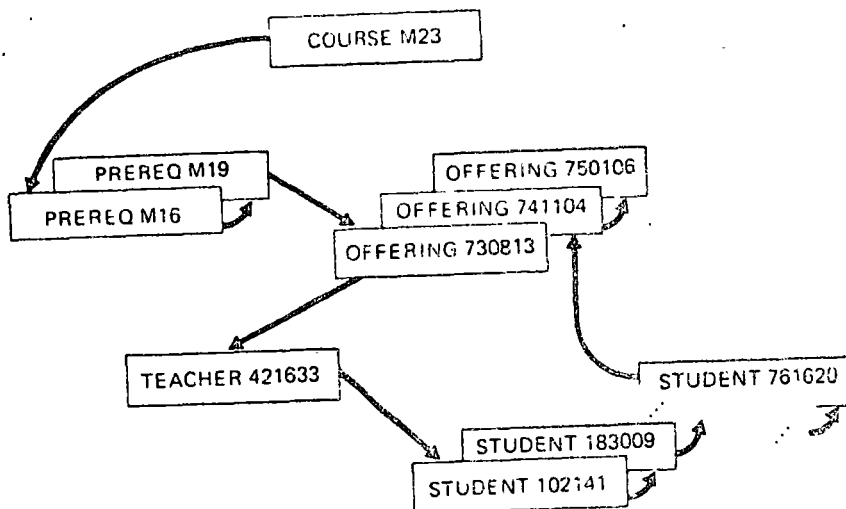 COURSE M23
PREREQ M19
PREREQ M16
OFFERING 750106
OFFERING 741104
OFFERING 730813
TEACHER 421633
STUDENT 761620
STUDENT 183009
STUDENT 102141